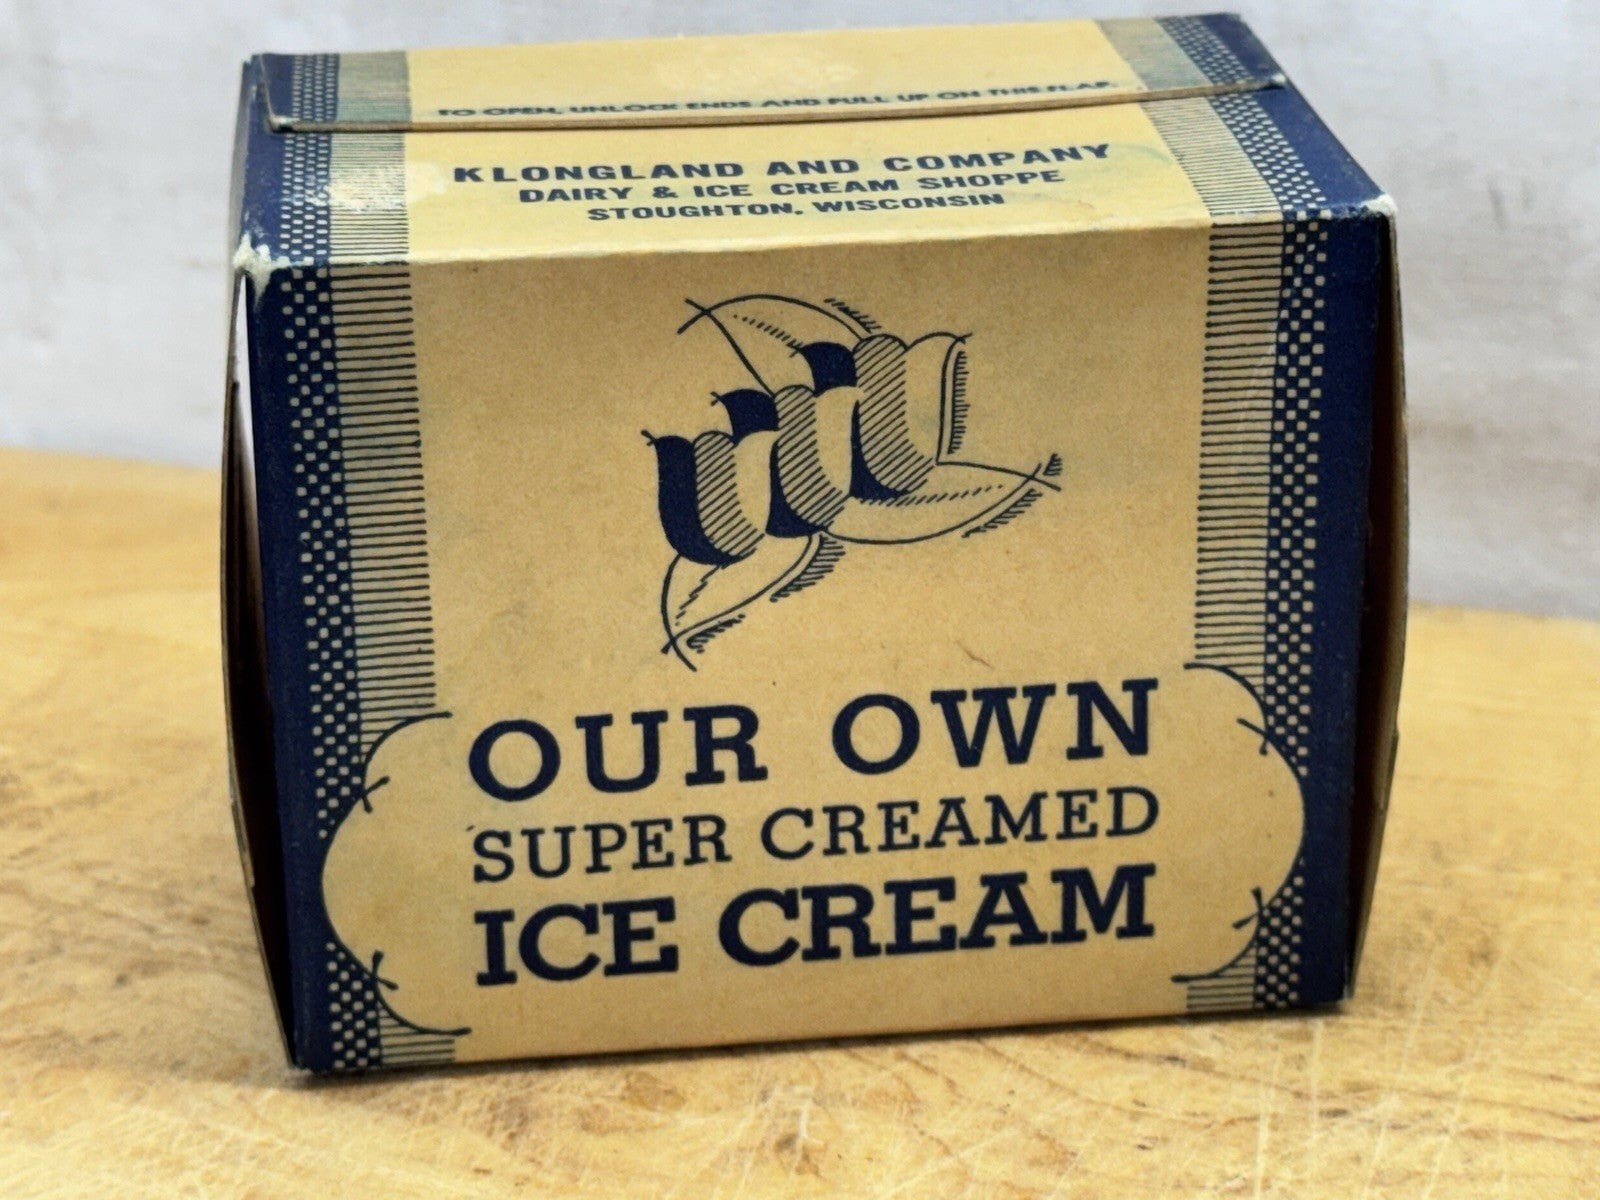 TO OPEN, UNLOCK ENDS AND PULL UP ON THIS FLAP.
KLONGLAND AND COMPANY
DAIRY & ICE CREAM SHOPPE
STOUGHTON, WISCONSIN
OUR OWN
SUPER CREAMED
ICE CREAM